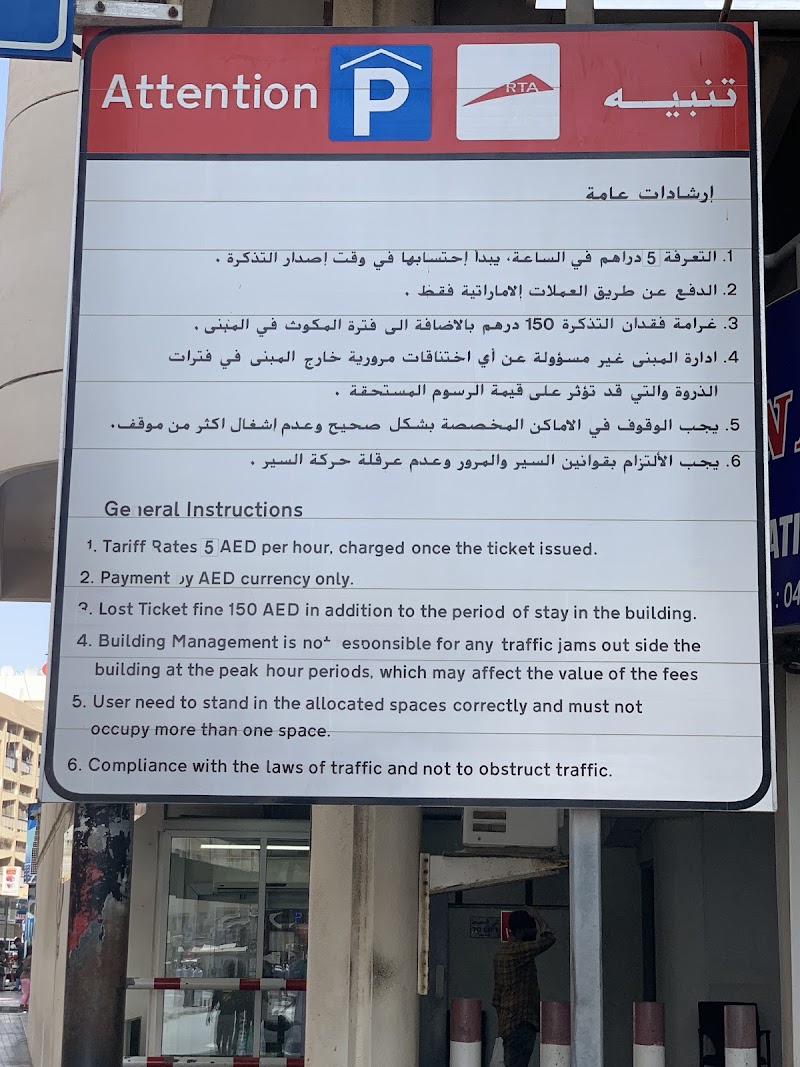 Attention
P
RTA
تنبيه
إرشادات عامة
1. التعرفة 5 دراهم في الساعة، يبدأ إحتسابها في وقت إصدار التذكرة .
2. الدفع عن طريق العملات الاماراتية فقط .
3. غرامة فقدان التذكرة 150 درهم بالاضافة الى فترة المكوث في المبنى .
4. ادارة المبنى غير مسؤولة عن أي اختناقات مرورية خارج المبنى في فترات
الذروة والتي قد تؤثر على قيمة الرسوم المستحقة .
5. يجب الوقوف في الاماكن المخصصة بشكل صحيح وعدم اشغال اكثر من موقف.
6. يجب الألتزام بقوانين السير والمرور وعدم عرقلة حركة السير .
General Instructions
1. Tariff Rates 5 AED per hour, charged once the ticket issued.
2. Payment by AED currency only.
3. Lost Ticket fine 150 AED in addition to the period of stay in the building.
4. Building Management is not responsible for any traffic jams out side the
building at the peak hour periods, which may affect the value of the fees
5. User need to stand in the allocated spaces correctly and must not
occupy more than one space.
6. Compliance with the laws of traffic and not to obstruct traffic.
TO LET
: 04